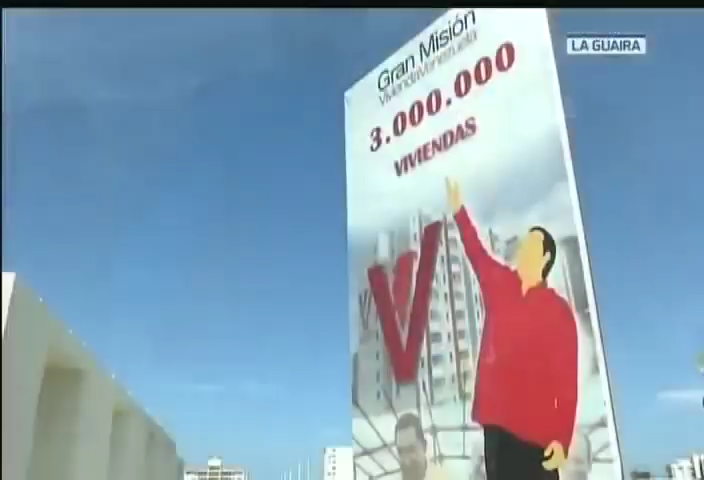 LA GUAIRA
Gran Misión
Vivienda Venezuela
3.000.000
VIVIENDAS
V